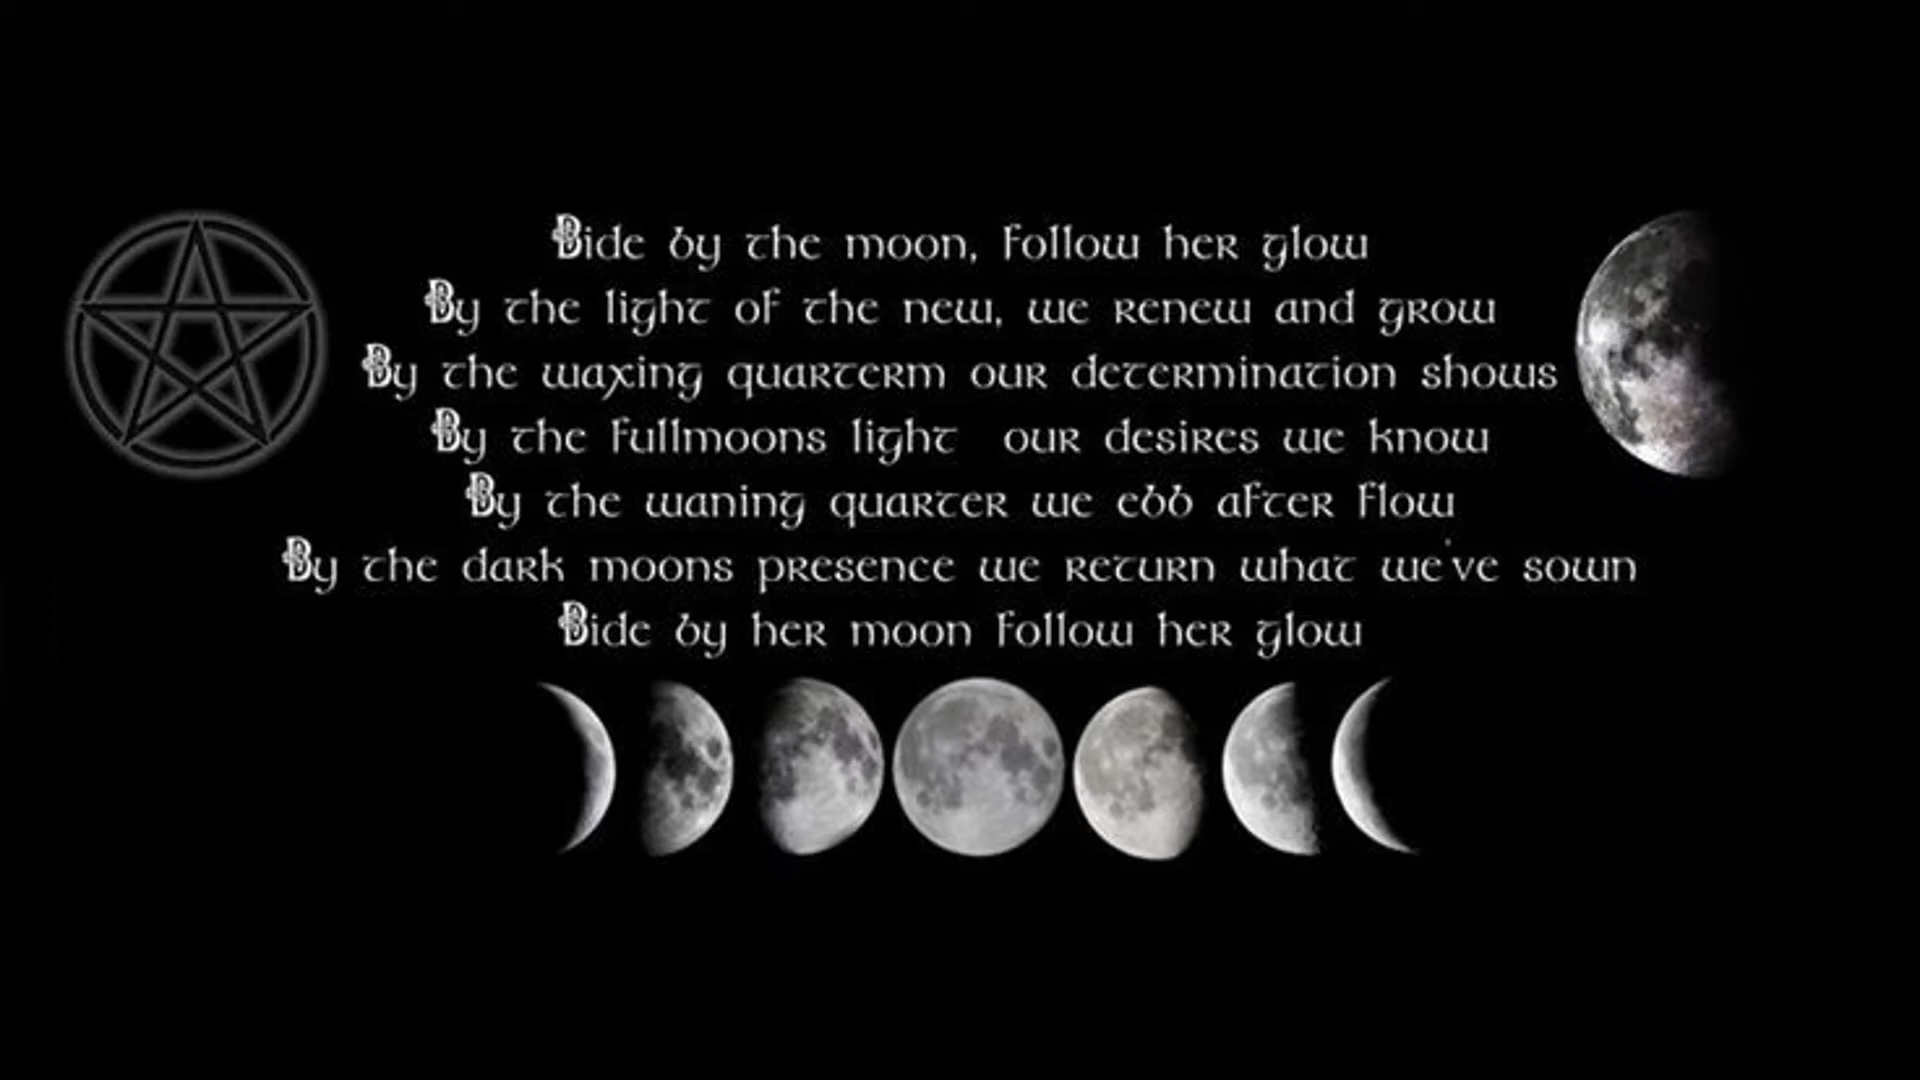 Bide by the moon, follow her glow
By the light of the new, we renew and grow
By the waxing quarterm our determination shows
By the fullmoons light our desires we know
By the waning quarter we ebb after flow
By the dark moons presence we return what we've sown
Bide by her moon follow her glow